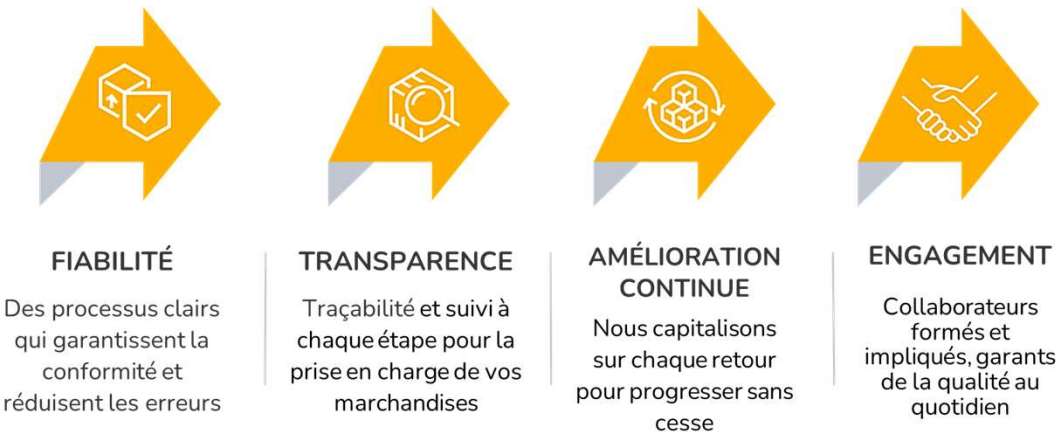 FIABILITÉ
Des processus clairs
qui garantissent la
conformité et
réduisent les erreurs
TRANSPARENCE
Traçabilité et suivi à
chaque étape pour la
prise en charge de vos
marchandises
AMÉLIORATION
CONTINUE
Nous capitalisons
sur chaque retour
pour progresser sans
cesse
ENGAGEMENT
Collaborateurs
formés et
impliqués, garants
de la qualité au
quotidien